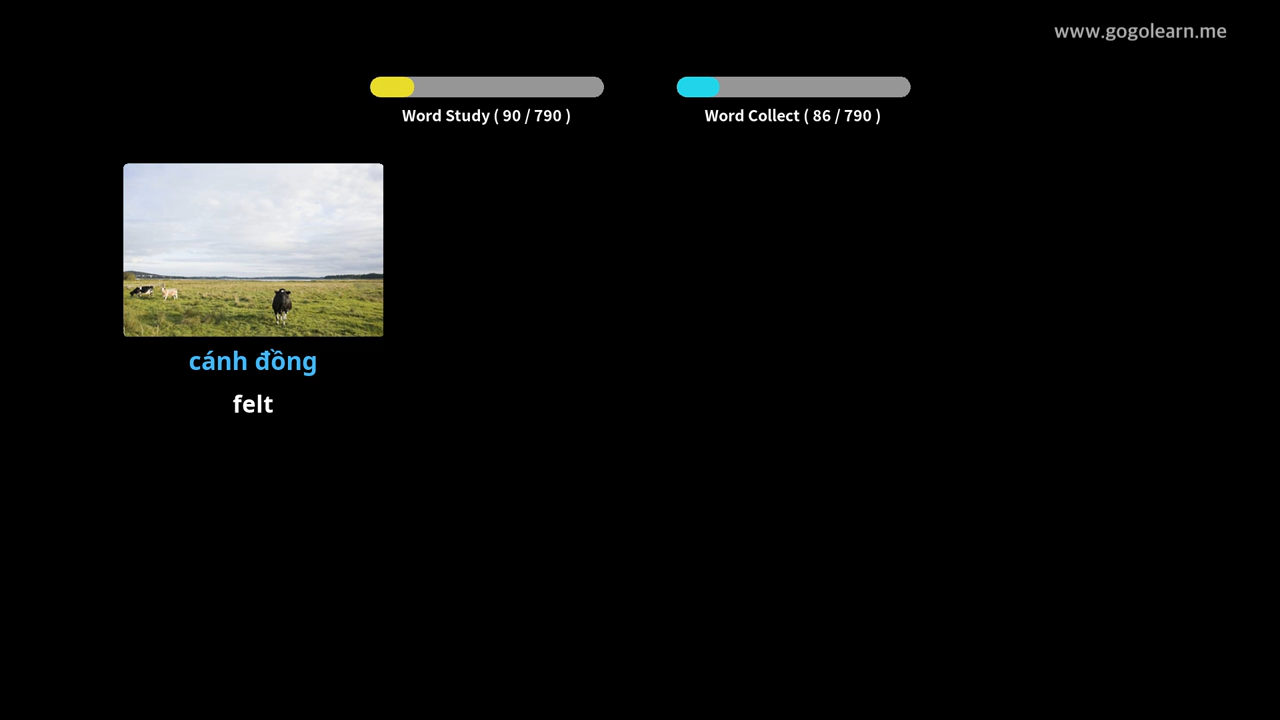 www.gogolearn.me
Word Study ( 90 / 790 )
Word Collect ( 86 / 790 )
cánh đồng
felt